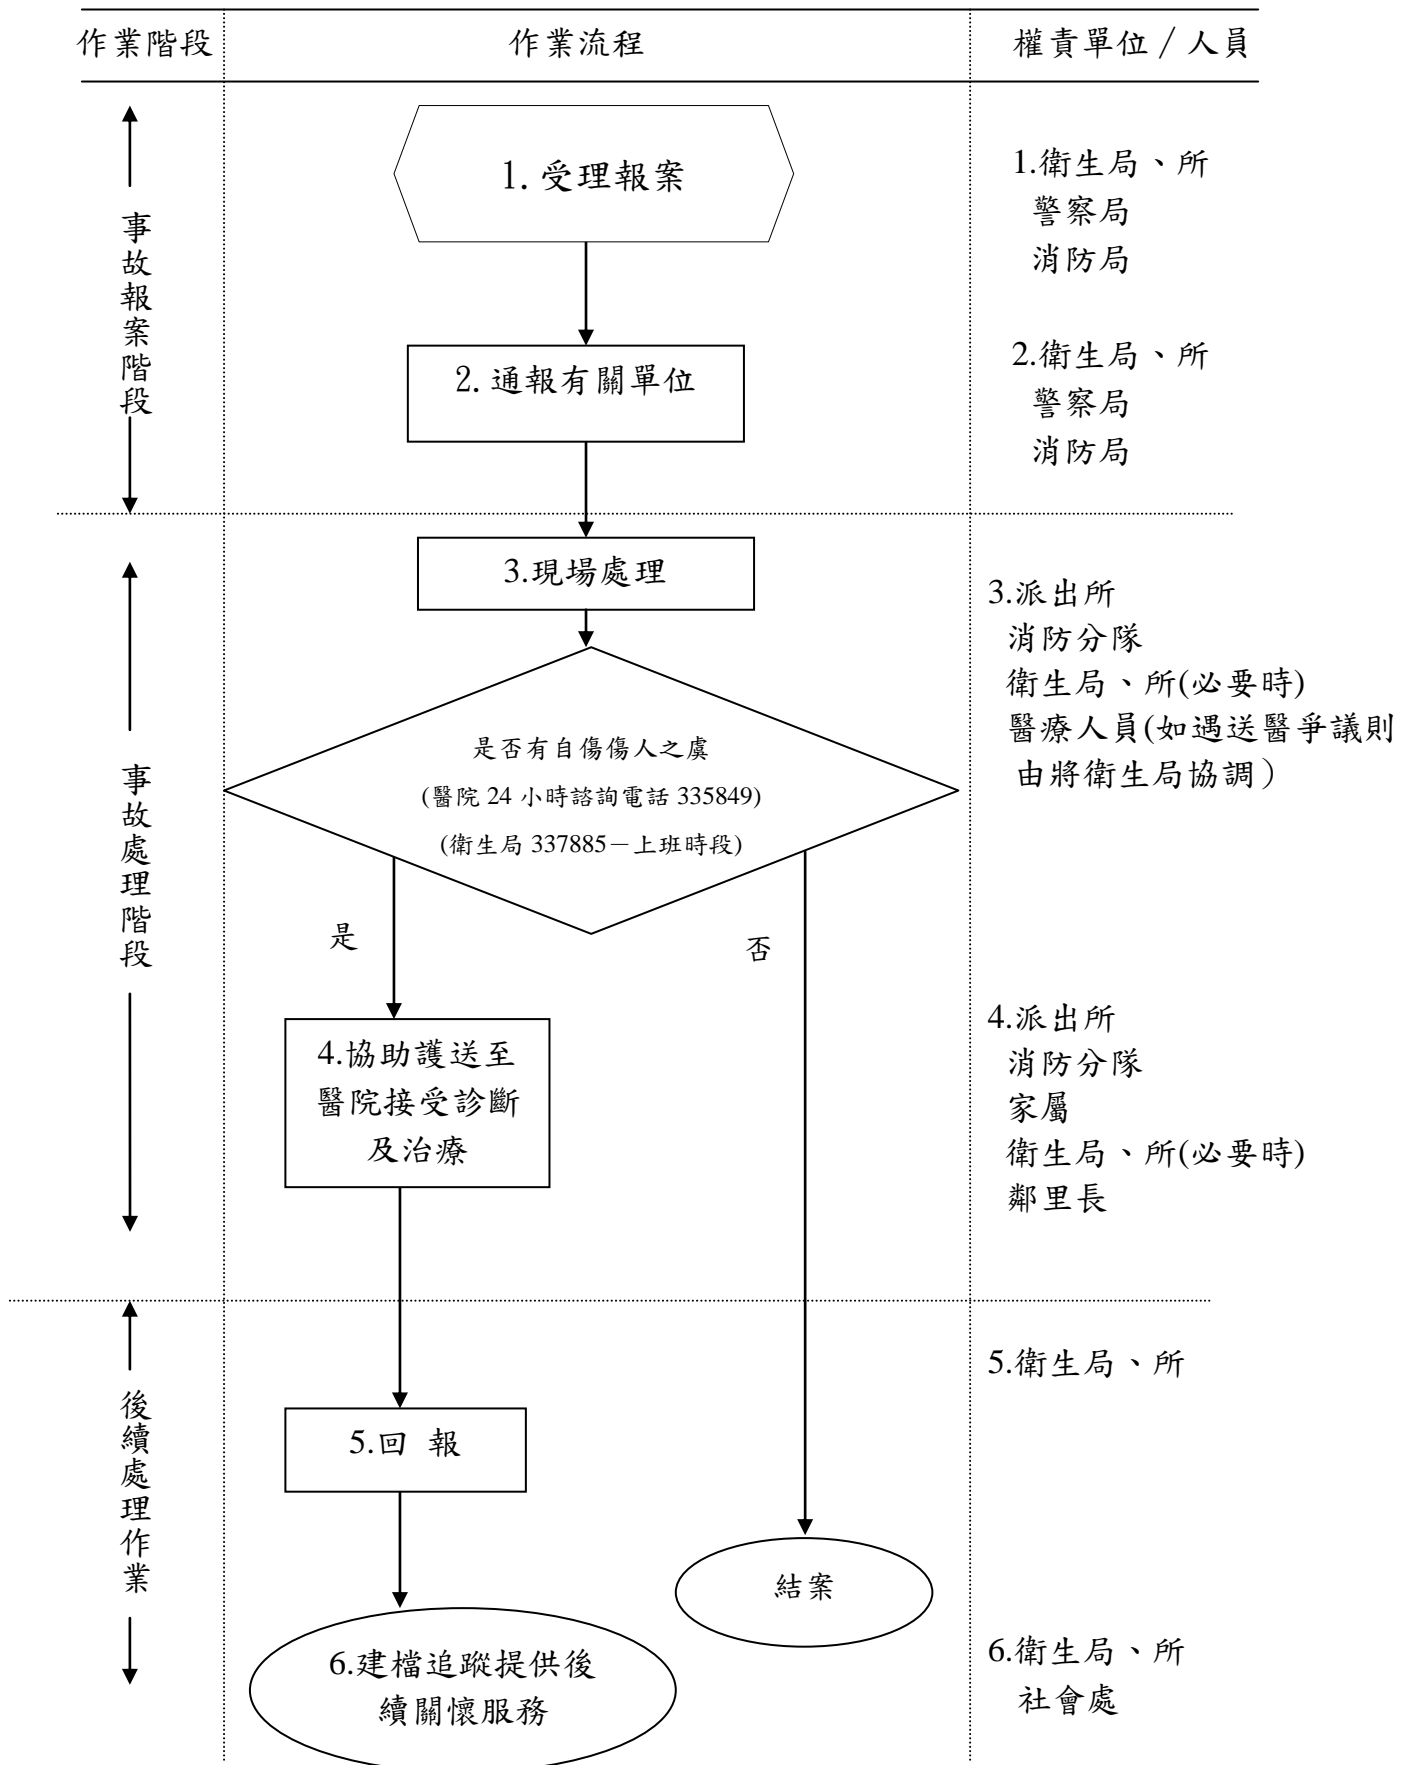 作業階段
作業流程
權責單位／人員
事故報案階段
1. 受理報案
1.衛生局、所
警察局
消防局
2. 通報有關單位
2.衛生局、所
警察局
消防局
事故處理階段
3.現場處理
3.派出所
消防分隊
衛生局、所(必要時)
醫療人員(如遇送醫爭議則
由將衛生局協調）
是否有自傷傷人之虞
(醫院 24 小時諮詢電話 335849)
(衛生局 337885－上班時段)
是
否
4.協助護送至
醫院接受診斷
及治療
4.派出所
消防分隊
家屬
衛生局、所(必要時)
鄰里長
後續處理作業
5.回 報
5.衛生局、所
結案
6.建檔追蹤提供後
續關懷服務
6.衛生局、所
社會處